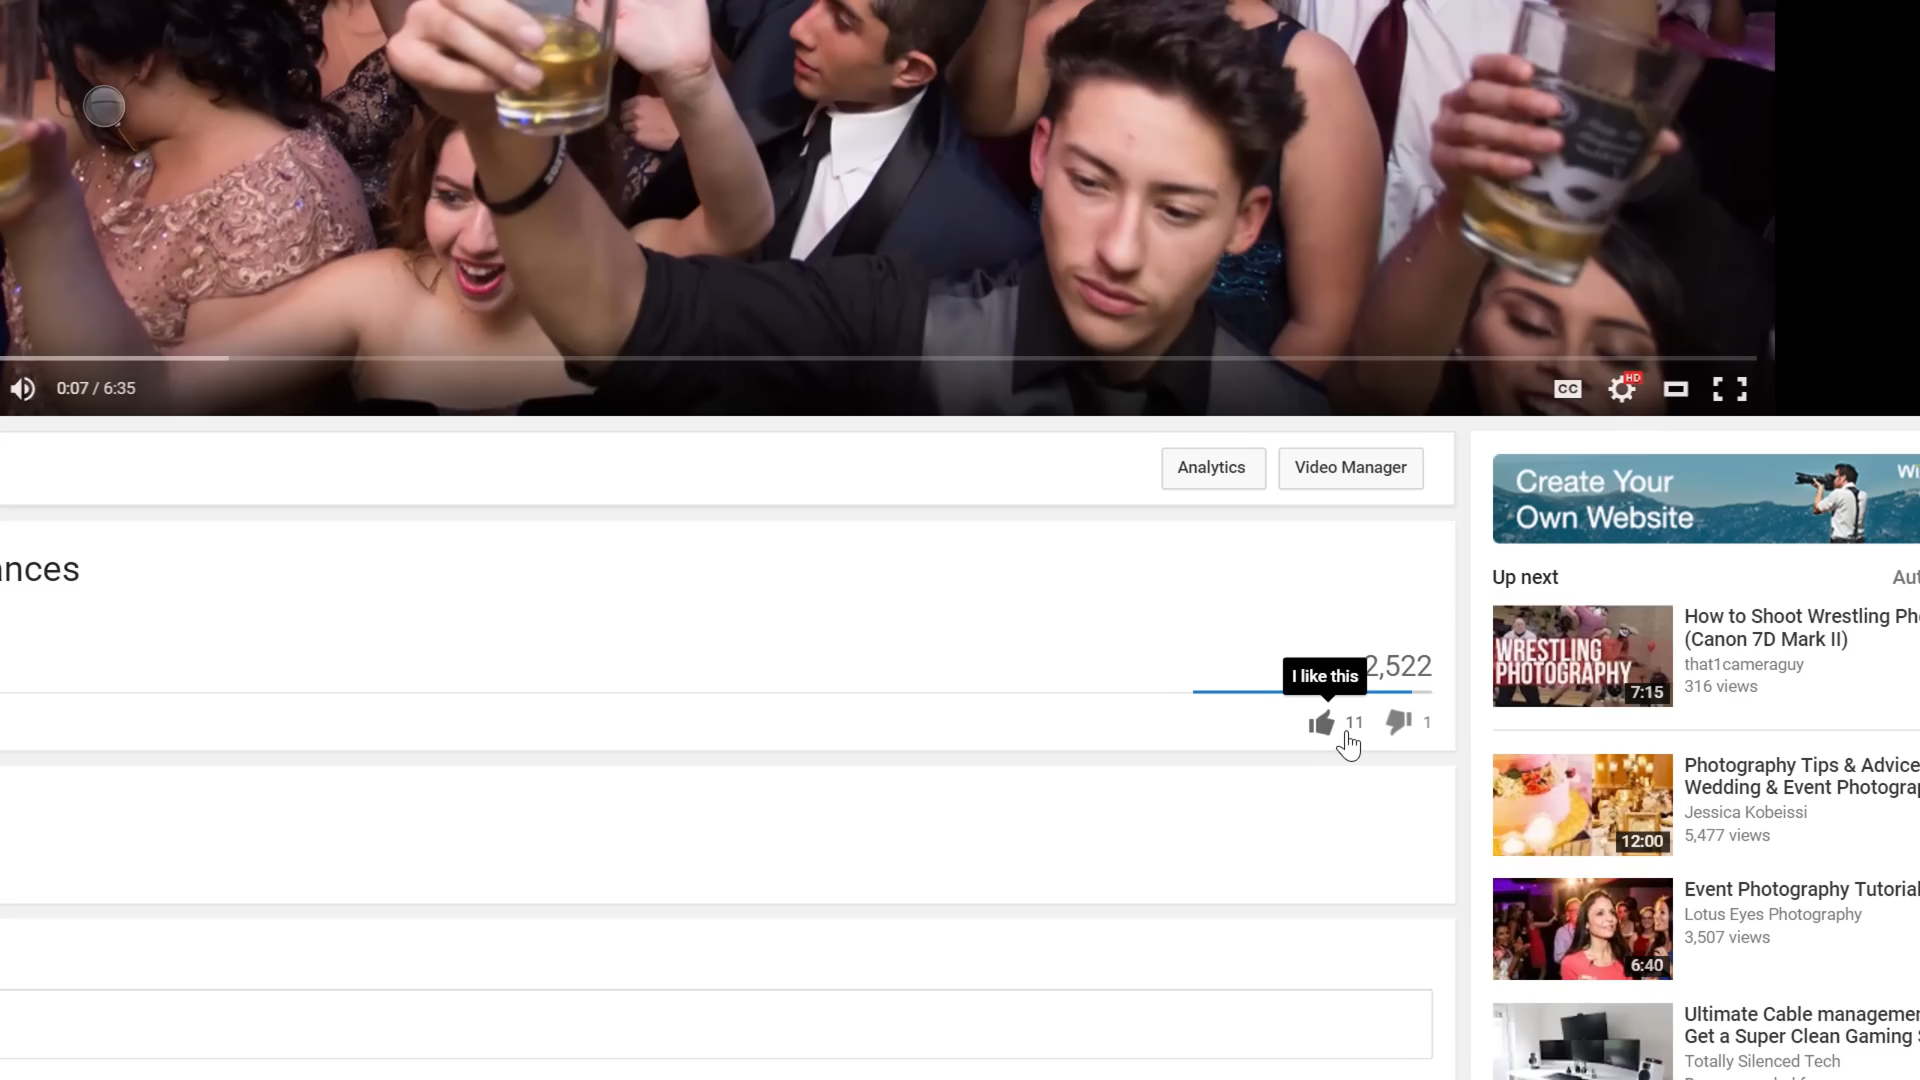 0:07 / 6:35
CC
HD
Analytics
Video Manager
ances
2,522
I like this
11
1
Create Your
Own Website
Wi
Up next
Aut
WRESTLING
PHOTOGRAPHY
7:15
How to Shoot Wrestling Ph
(Canon 7D Mark II)
that1cameraguy
316 views
12:00
Photography Tips & Advice
Wedding & Event Photogra
Jessica Kobeissi
5,477 views
6:40
Event Photography Tutorial
Lotus Eyes Photography
3,507 views
Ultimate Cable managemen
Get a Super Clean Gaming
Totally Silenced Tech